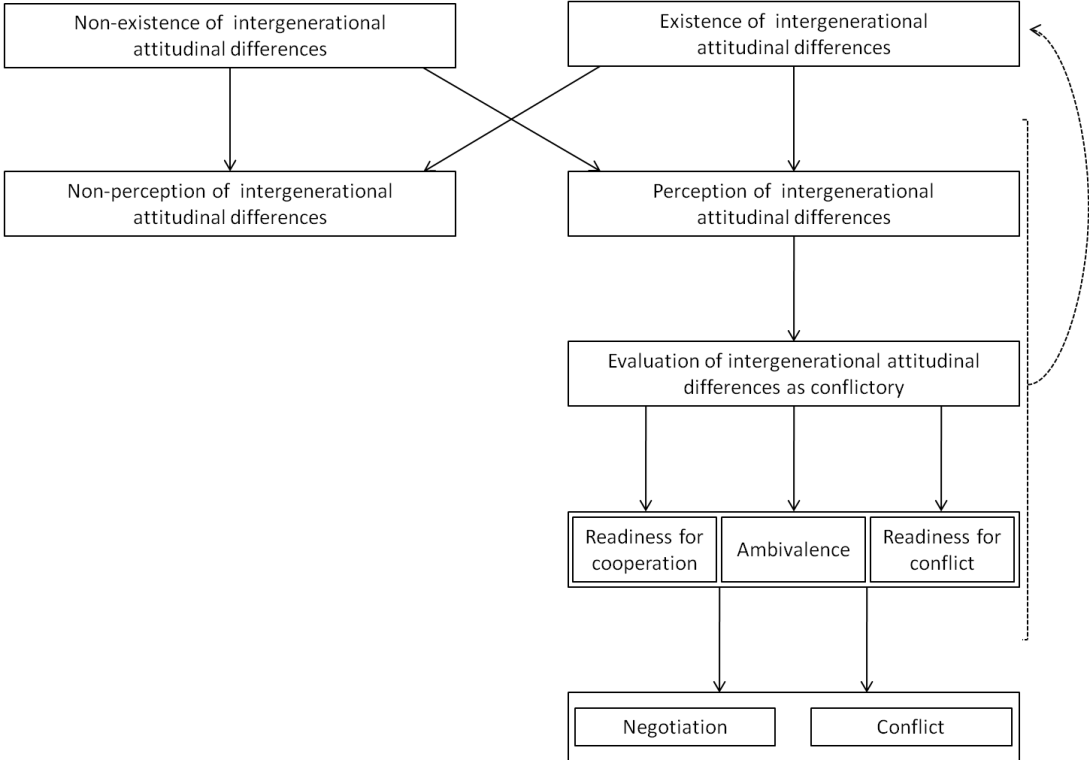 Non-existence of intergenerational
attitudinal differences
Existence of intergenerational
attitudinal differences
Non-perception of intergenerational
attitudinal differences
Perception of intergenerational
attitudinal differences
Evaluation of intergenerational attitudinal
differences as conflictory
Readiness for
cooperation
Ambivalence
Readiness for
conflict
Negotiation
Conflict